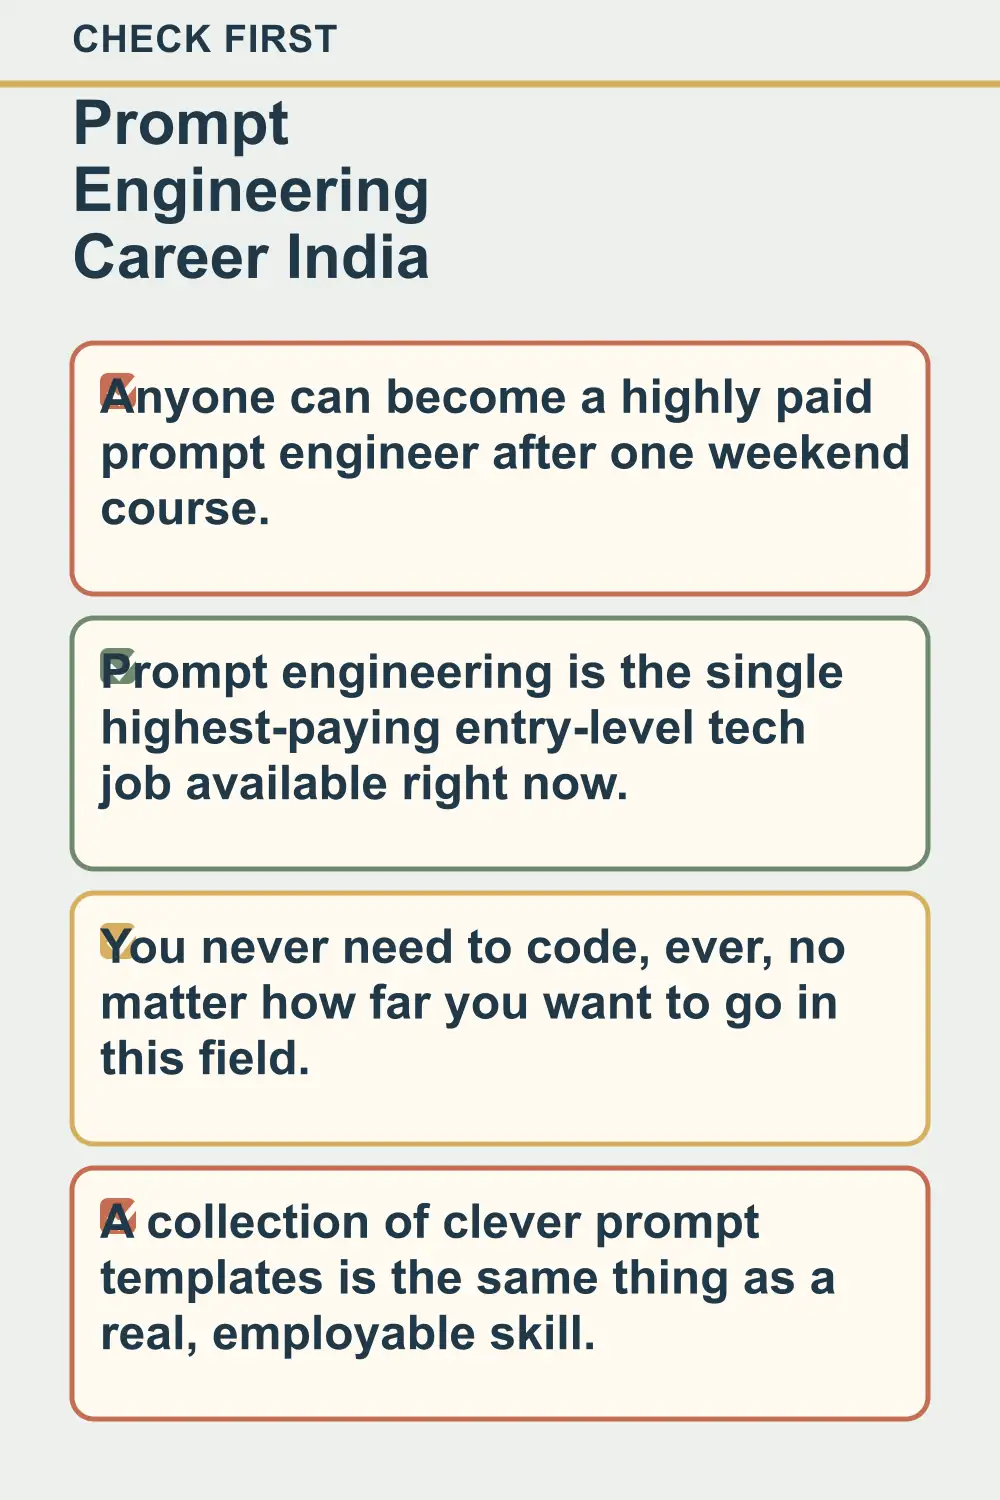 CHECK FIRST
Prompt
Engineering
Career India
Anyone can become a highly paid
prompt engineer after one weekend
course.
Prompt engineering is the single
highest-paying entry-level tech
job available right now.
You never need to code, ever, no
matter how far you want to go in
this field.
A collection of clever prompt
templates is the same thing as a
real, employable skill.